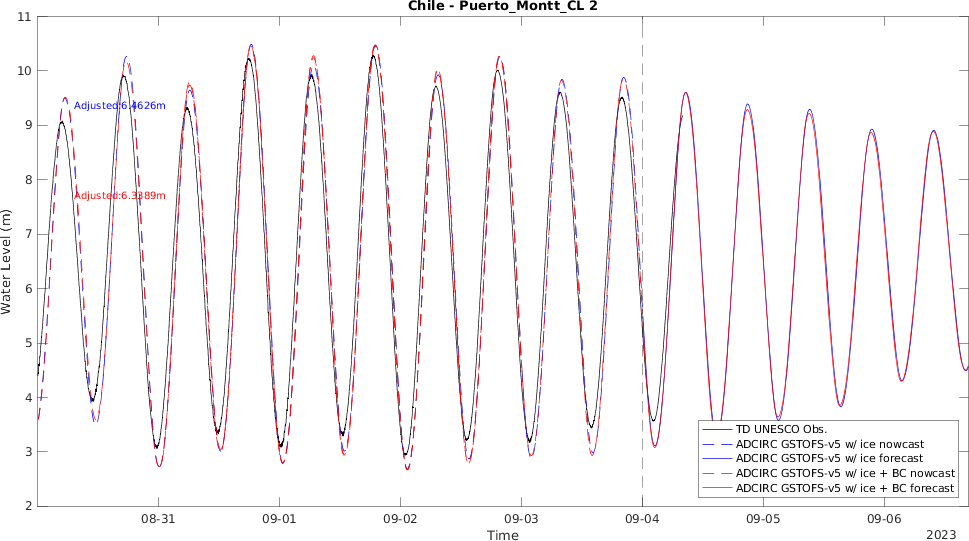 Chile - Puerto_Montt_CL 2
11
10
9
8
7
6
5
4
3
2
Water Level (m)
Adjusted:6.4626m
Adjusted:6.3389m
TD UNESCO Obs.
ADCIRC GSTOFS-v5 w/ ice nowcast
ADCIRC GSTOFS-v5 w/ ice forecast
ADCIRC GSTOFS-v5 w/ ice + BC nowcast
ADCIRC GSTOFS-v5 w/ ice + BC forecast
08-31
09-01
09-02
09-03
09-04
09-05
09-06
Time
2023